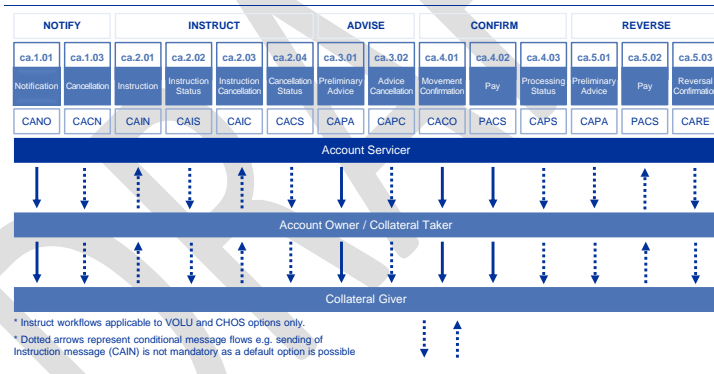 NOTIFY INSTRUCT ADVISE CONFIRM REVERSE
ca.1.01 ca.1.03 ca.2.01 ca.2.02 ca.2.03 ca.2.04 ca.3.01 ca.3.02 ca.4.01 ca.4.02 ca.4.03 ca.5.01 ca.5.02 ca.5.03
Notification Cancellation Instruction Instruction Status Instruction Cancellation Cancellation Status Preliminary Advice Advice Cancellation Movement Confirmation Pay Processing Status Preliminary Advice Pay Reversal Confirmation
CANO CACN CAIN CAIS CAIC CACS CAPA CAPC CACO PACS CAPS CAPA PACS CARE
Account Servicer
Account Owner / Collateral Taker
Collateral Giver
* Instruct workflows applicable to VOLU and CHOS options only.
* Dotted arrows represent conditional message flows e.g. sending of
Instruction message (CAIN) is not mandatory as a default option is possible